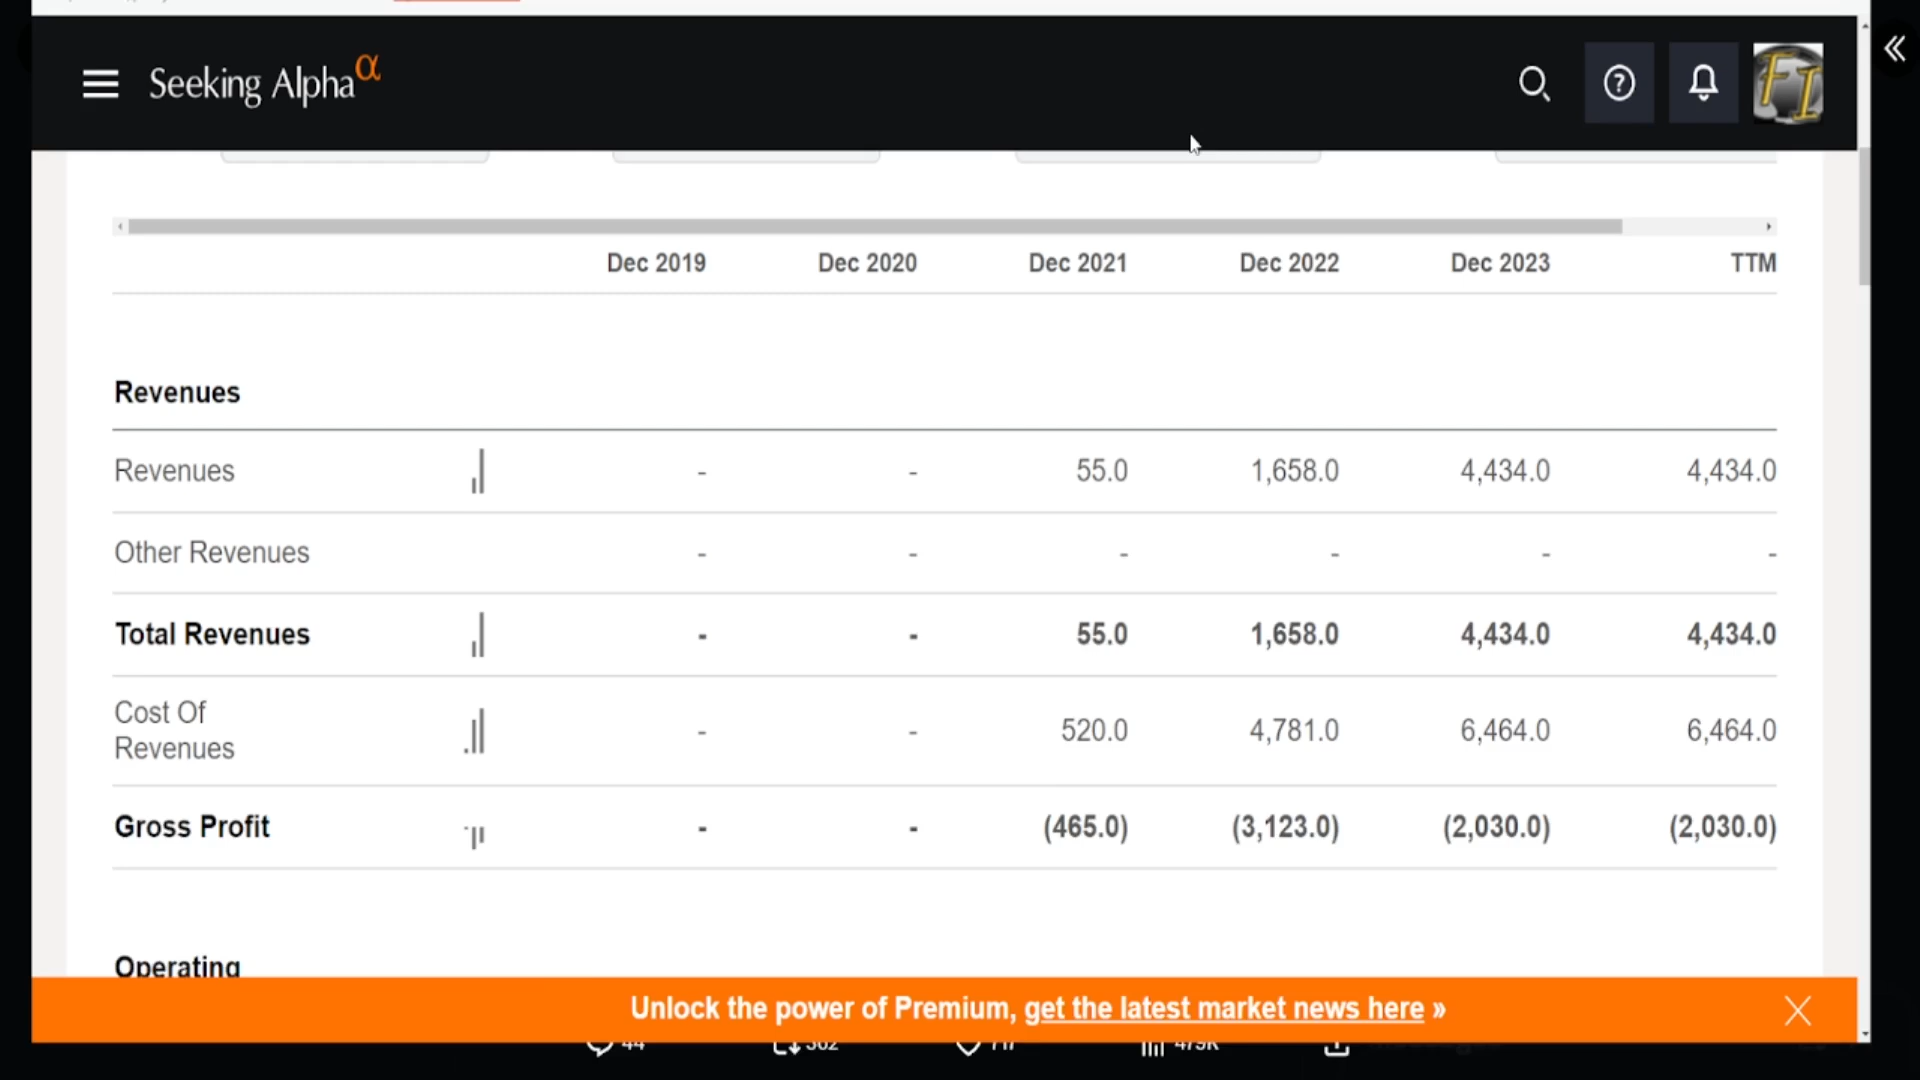 Seeking Alpha α
FI
Dec 2019 Dec 2020 Dec 2021 Dec 2022 Dec 2023 TTM
Revenues
Revenues - - 55.0 1,658.0 4,434.0 4,434.0
Other Revenues - - - - - -
Total Revenues - - 55.0 1,658.0 4,434.0 4,434.0
Cost Of
Revenues - - 520.0 4,781.0 6,464.0 6,464.0
Gross Profit - - (465.0) (3,123.0) (2,030.0) (2,030.0)
Operating
Unlock the power of Premium, get the latest market news here »
44 362 479K